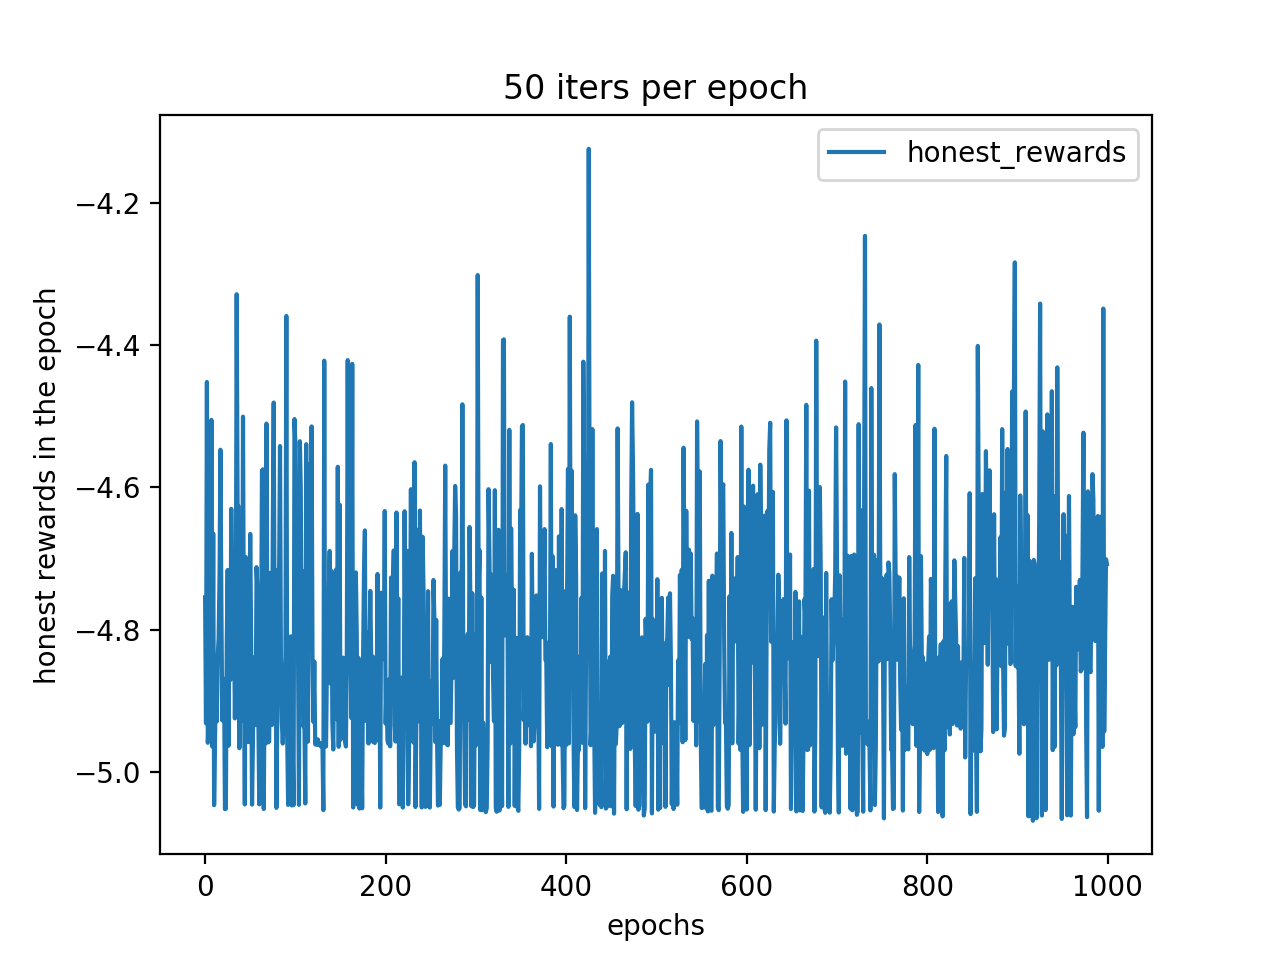 50 iters per epoch
honest_rewards
−4.2
−4.4
−4.6
−4.8
−5.0
honest rewards in the epoch
0 200 400 600 800 1000
epochs